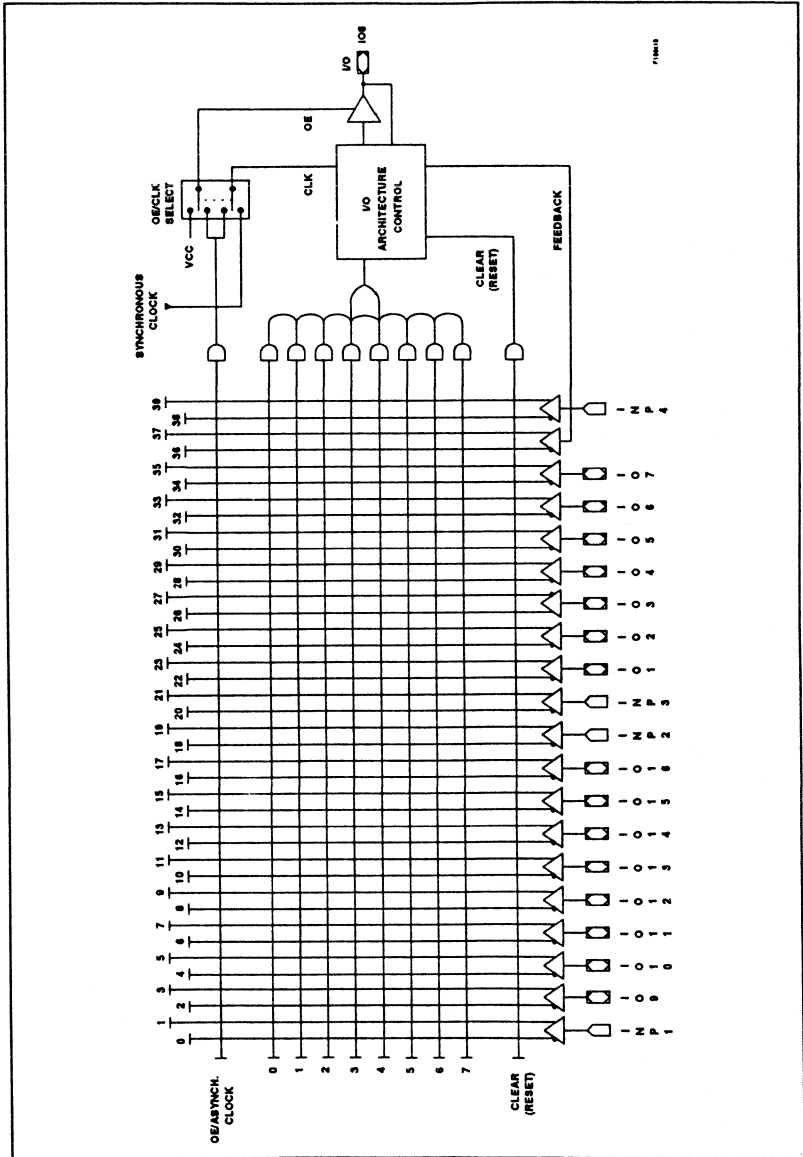 SYNCHRONOUS
CLOCK
OE/CLK
SELECT
VCC
OE
CLK
I/O
IO8
I/O
ARCHITECTURE
CONTROL
CLEAR
(RESET)
FEEDBACK
0 1 2 3 4 5 6 7 8 9 10 11 12 13 14 15 16 17 18 19 20 21 22 23 24 25 26 27 28 29 30 31 32 33 34 35 36 37 38 39
OE/ASYNCH.
CLOCK
0
1
2
3
4
5
6
7
CLEAR
(RESET)
INP1
IO9
IO10
IO11
IO12
IO13
IO14
IO15
IO16
INP2
INP3
IO1
IO2
IO3
IO4
IO5
IO6
IO7
INP4